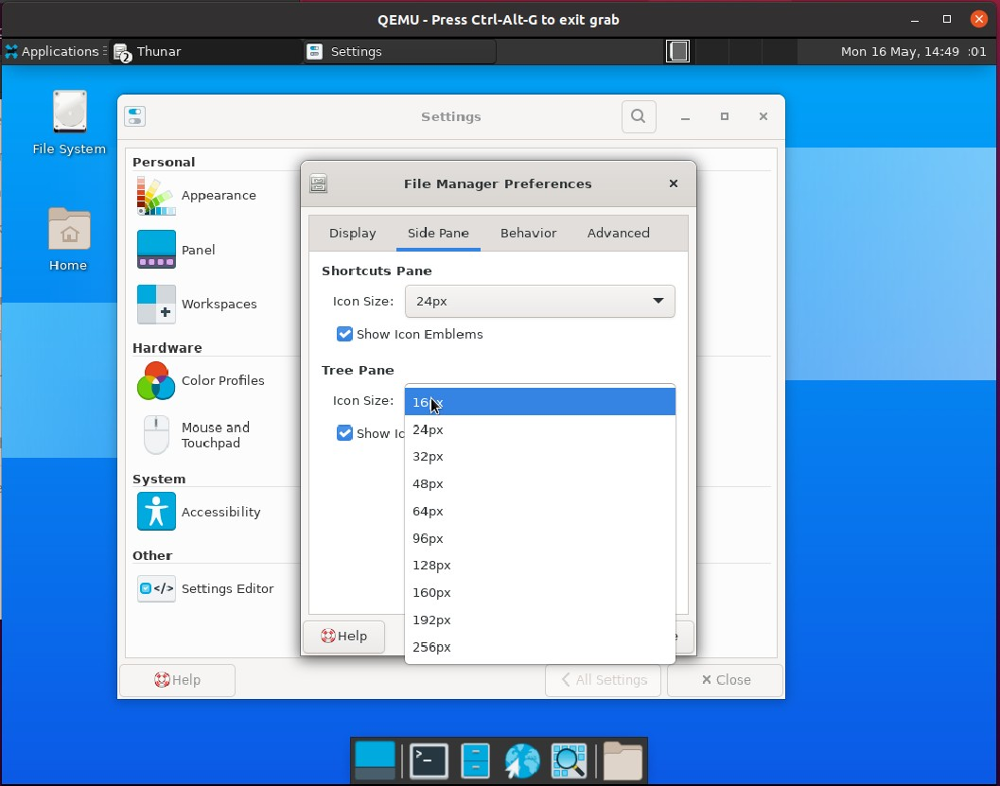 QEMU - Press Ctrl-Alt-G to exit grab
Applications
2
Thunar
Settings
Mon 16 May, 14:49 :01
File System
Home
Settings
Personal
Appearance
Panel
Workspaces
Hardware
Color Profiles
Mouse and
Touchpad
System
Accessibility
Other
Settings Editor
Help
All Settings
Close
File Manager Preferences
Display
Side Pane
Behavior
Advanced
Shortcuts Pane
Icon Size:
24px
Show Icon Emblems
Tree Pane
Icon Size:
Show Ic
16px
24px
32px
48px
64px
96px
128px
160px
192px
256px
Help
e